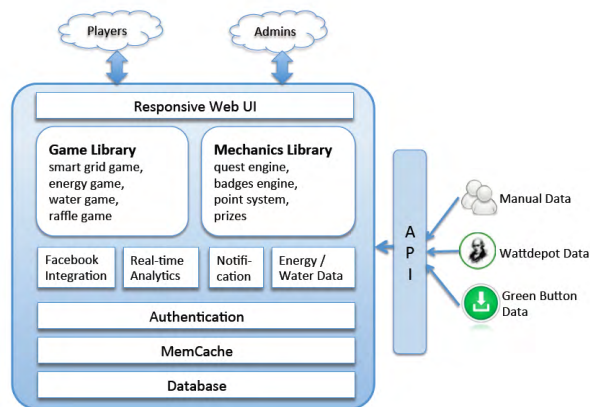 Players
Admins
Responsive Web UI
Game Library
smart grid game,
energy game,
water game,
raffle game
Mechanics Library
quest engine,
badges engine,
point system,
prizes
Facebook
Integration
Real-time
Analytics
Notifi-
cation
Energy /
Water Data
Authentication
MemCache
Database
A
P
I
Manual Data
Wattdepot Data
Green Button
Data